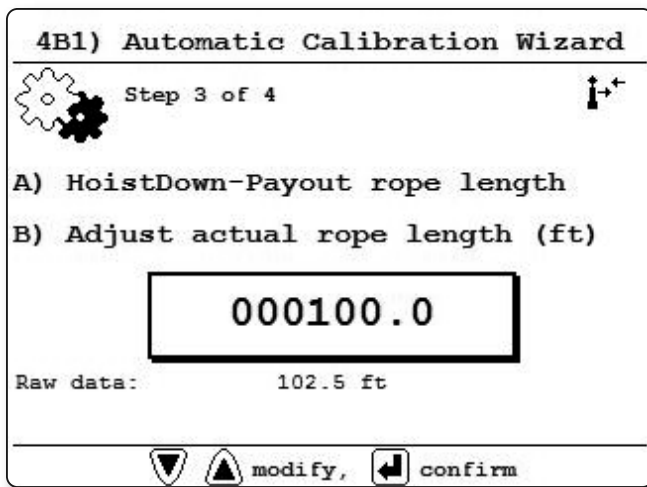 4B1) Automatic Calibration Wizard
Step 3 of 4
A) HoistDown-Payout rope length
B) Adjust actual rope length (ft)
000100.0
Raw data: 102.5 ft
modify, confirm